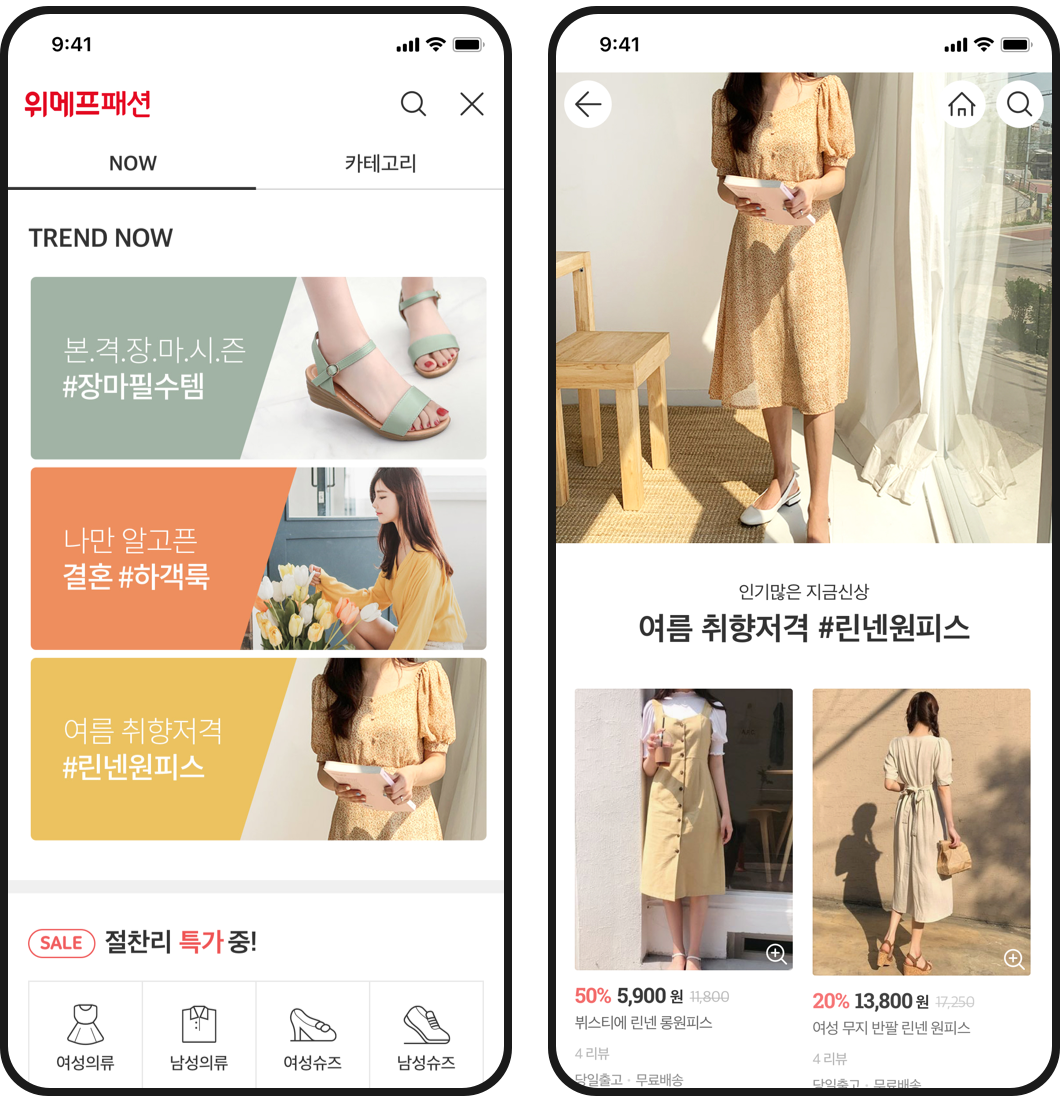 9:41
위메프패션
NOW
카테고리
TREND NOW
본.격.장.마.시.즌
#장마필수템
나만 알고픈
결혼 #하객룩
여름 취향저격
#린넨원피스
SALE 절찬리 특가 중!
여성의류
남성의류
여성슈즈
남성슈즈
9:41
인기많은 지금신상
여름 취향저격 #린넨원피스
50% 5,900 원 11,800
뷔스티에 린넨 롱원피스
4 리뷰
당일출고 · 무료배송
20% 13,800 원 17,250
여성 무지 반팔 린넨 원피스
4 리뷰
당일출고 · 무료배송